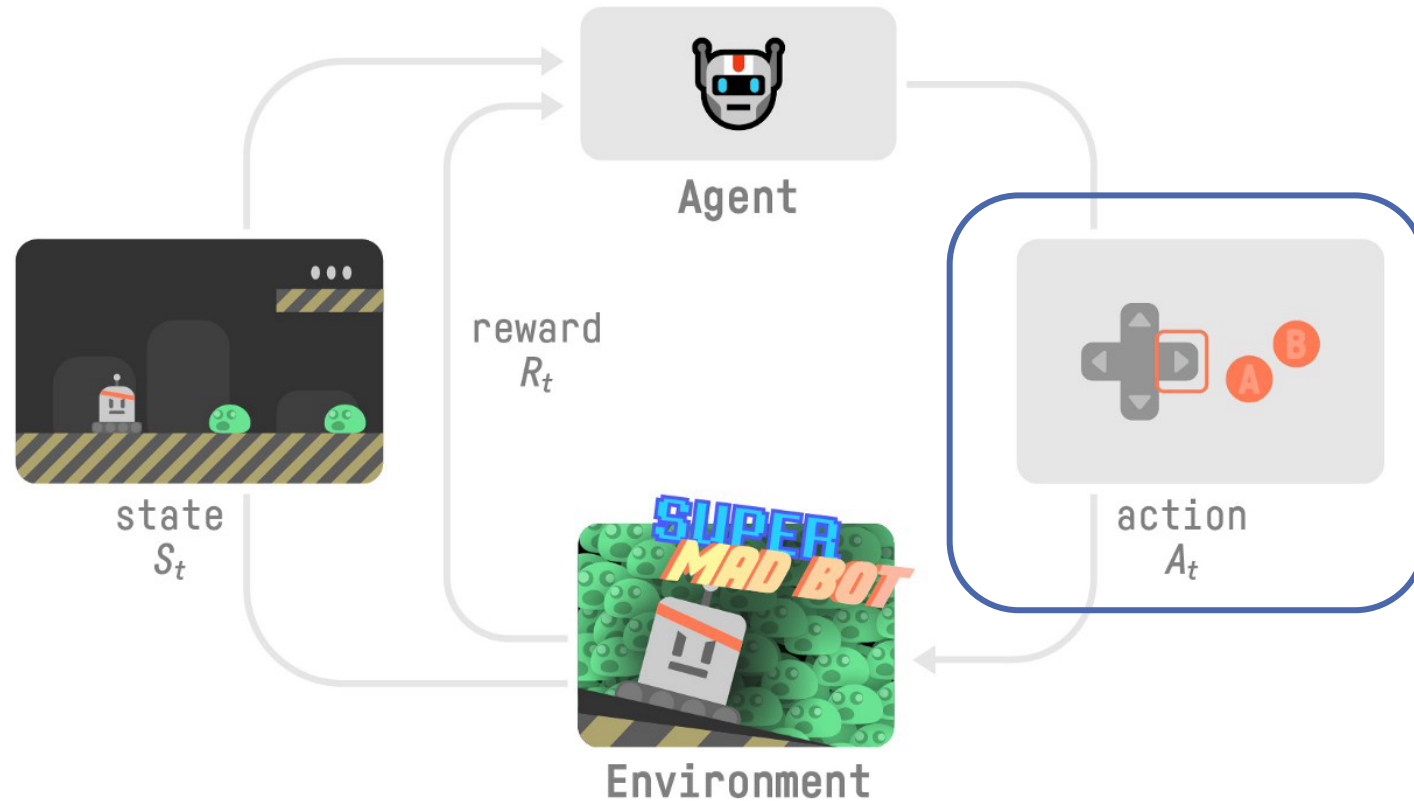 Agent
reward
R_t
B
A
state
S_t
action
A_t
SUPER
MAD BOT
Environment